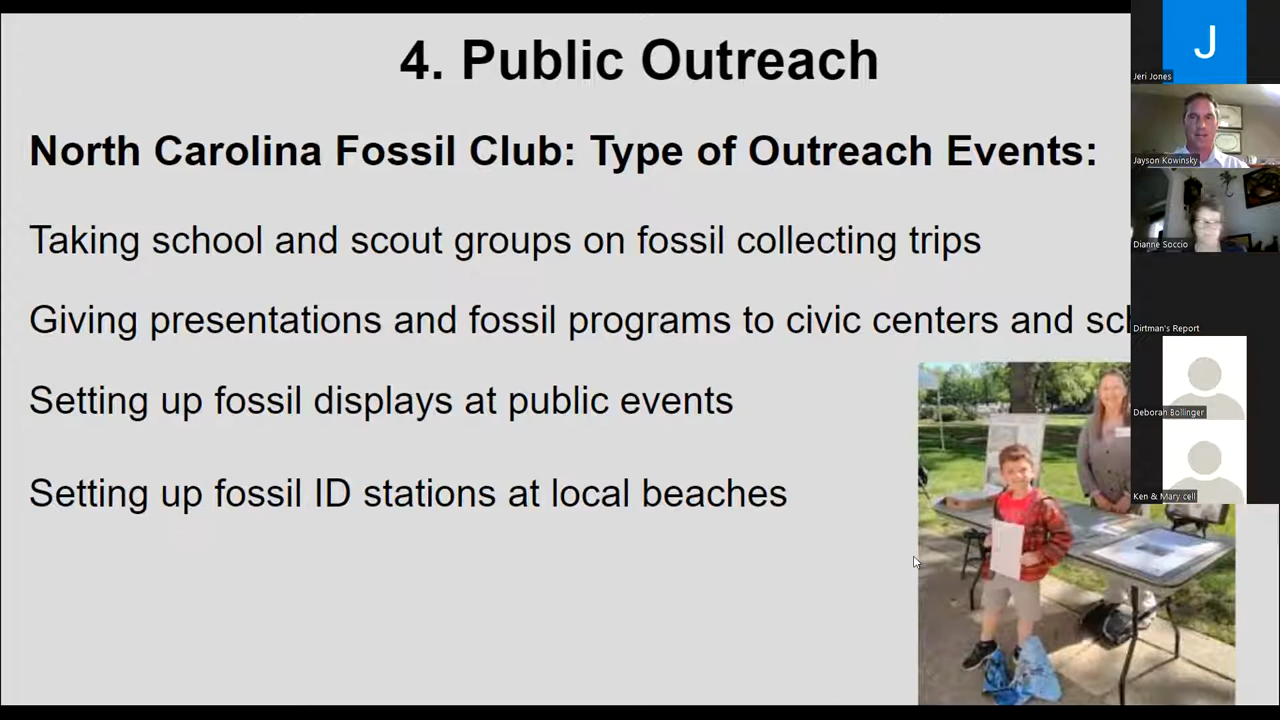 4. Public Outreach
North Carolina Fossil Club: Type of Outreach Events:
Taking school and scout groups on fossil collecting trips
Giving presentations and fossil programs to civic centers and
Setting up fossil displays at public events
Setting up fossil ID stations at local beaches
J
Jeri Jones
Jayson Kowinsky
Dianne Soccio
Dirtman's Report
Deborah Bollinger
Ken & Mary cell